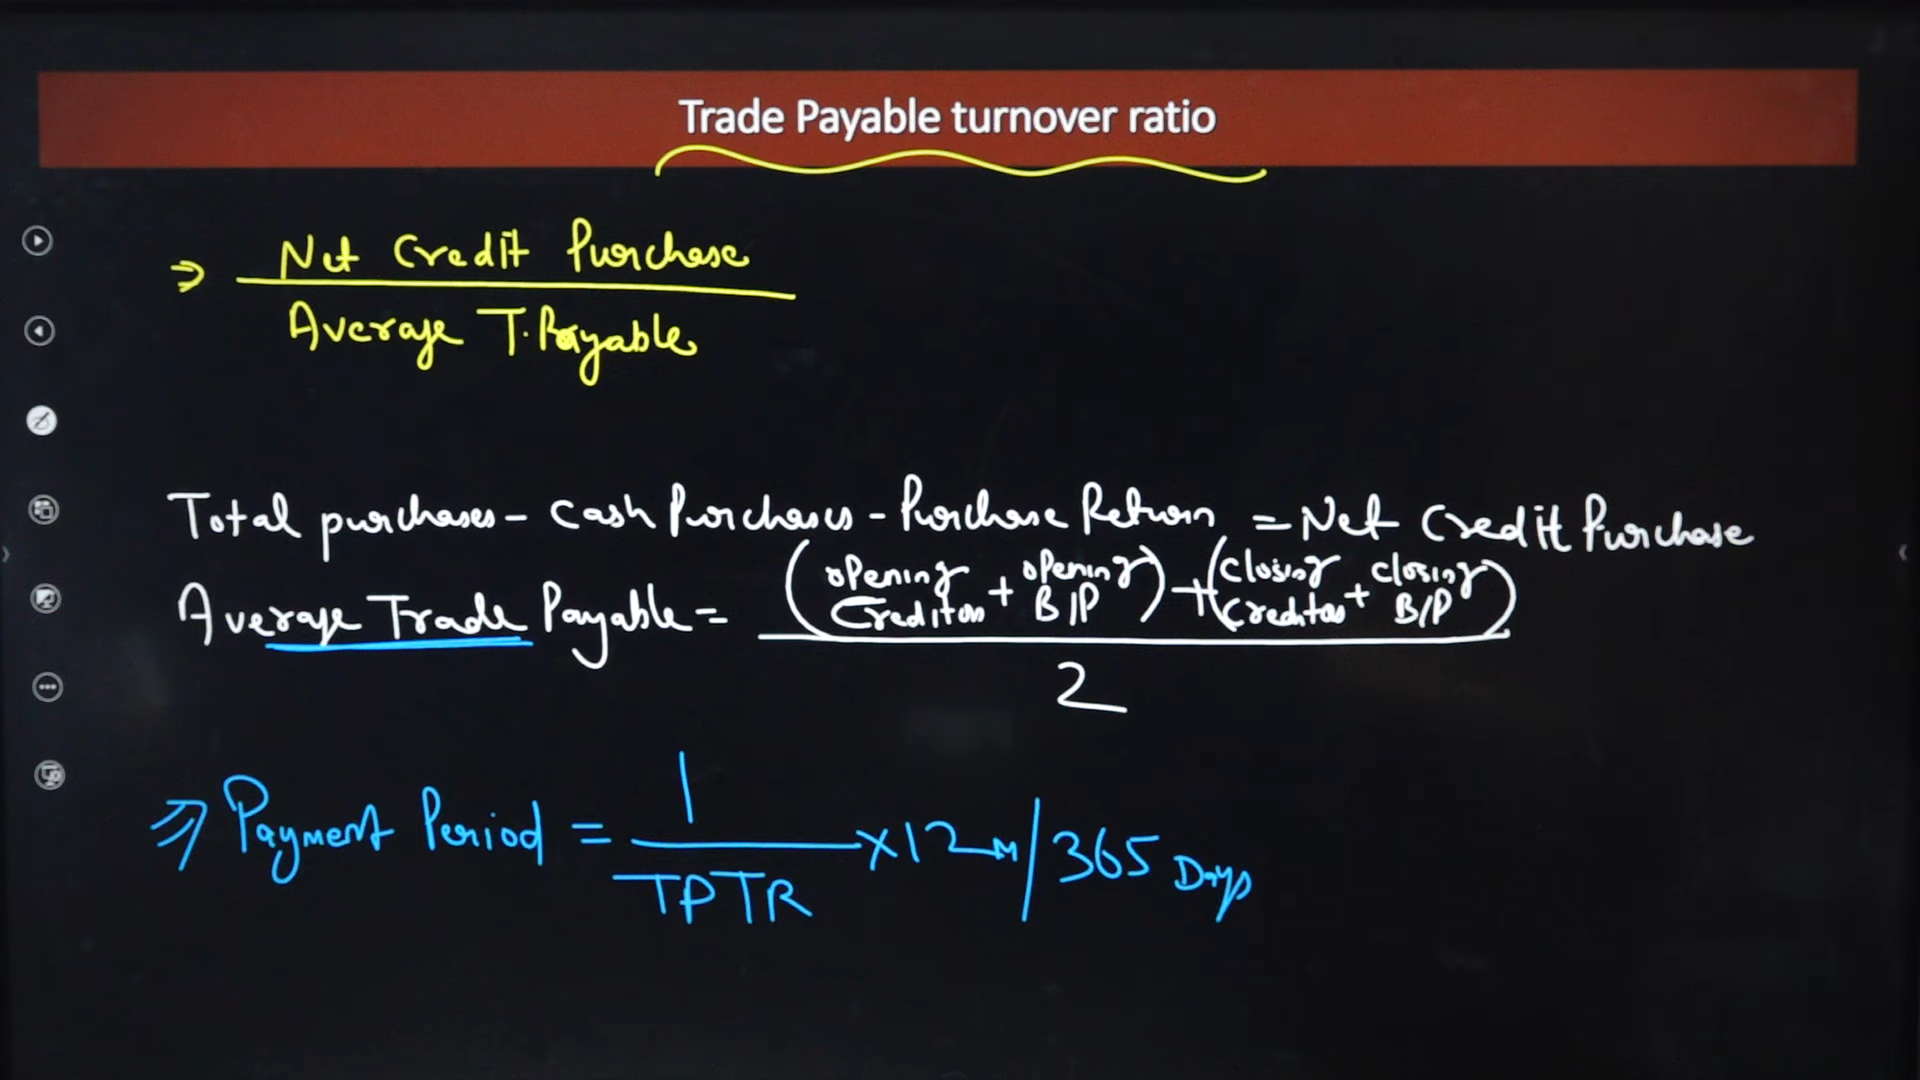 Trade Payable turnover ratio
⇒ Net Credit Purchase
Average T.Payable
Total purchases - Cash Purchases - Purchase Return = Net Credit Purchase
Average Trade Payable = (opening Creditors + opening B/P) + (closing Creditors + closing B/P)
2
⇒ Payment Period = 1 / TPTR × 12 M / 365 Days